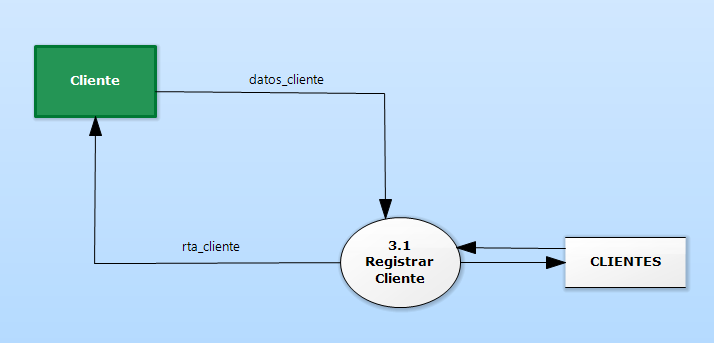 Cliente
datos_cliente
rta_cliente
3.1
Registrar
Cliente
CLIENTES